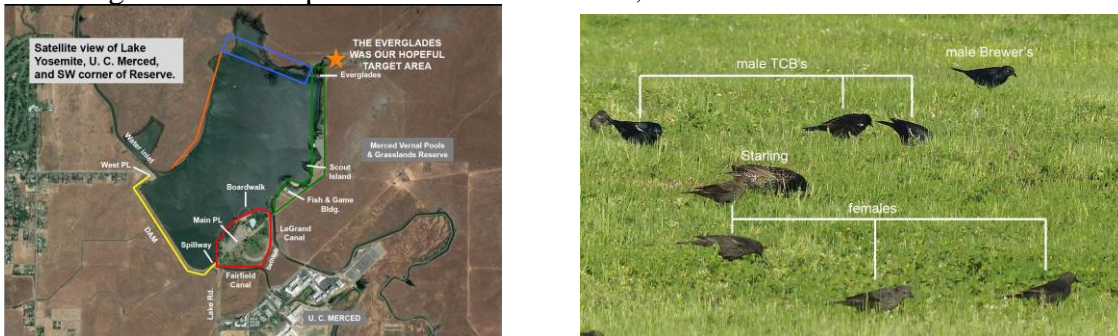 Satellite view of Lake
Yosemite, U. C. Merced,
and SW corner of Reserve.
THE EVERGLADES
WAS OUR HOPEFUL
TARGET AREA
Everglades
Water Inlet
West PL
Merced Vernal Pools
& Grasslands Reserve
Scout
Island
Boardwalk
Fish & Game
Bldg.
Main PL
DAM
LeGrand
Canal
Spillway
Fairfield
Canal
Lake Rd.
U. C. MERCED
male Brewer's
male TCB's
Starling
females